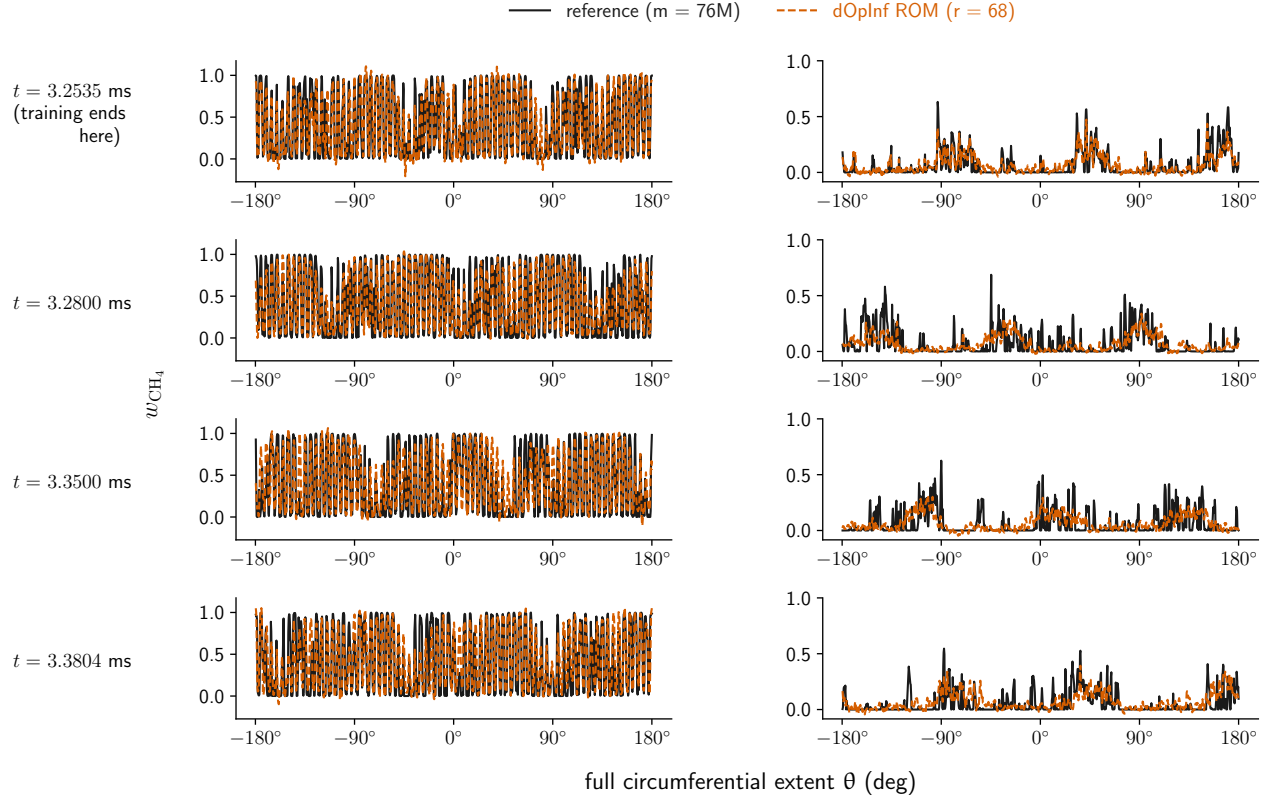 reference (m = 76M) dOpInf ROM (r = 68)
t = 3.2535 ms
(training ends
here)
1.0
0.5
0.0
−180° −90° 0° 90° 180°
1.0
0.5
0.0
−180° −90° 0° 90° 180°
t = 3.2800 ms
1.0
0.5
0.0
−180° −90° 0° 90° 180°
1.0
0.5
0.0
−180° −90° 0° 90° 180°
w_CH₄
t = 3.3500 ms
1.0
0.5
0.0
−180° −90° 0° 90° 180°
1.0
0.5
0.0
−180° −90° 0° 90° 180°
t = 3.3804 ms
1.0
0.5
0.0
−180° −90° 0° 90° 180°
1.0
0.5
0.0
−180° −90° 0° 90° 180°
full circumferential extent θ (deg)